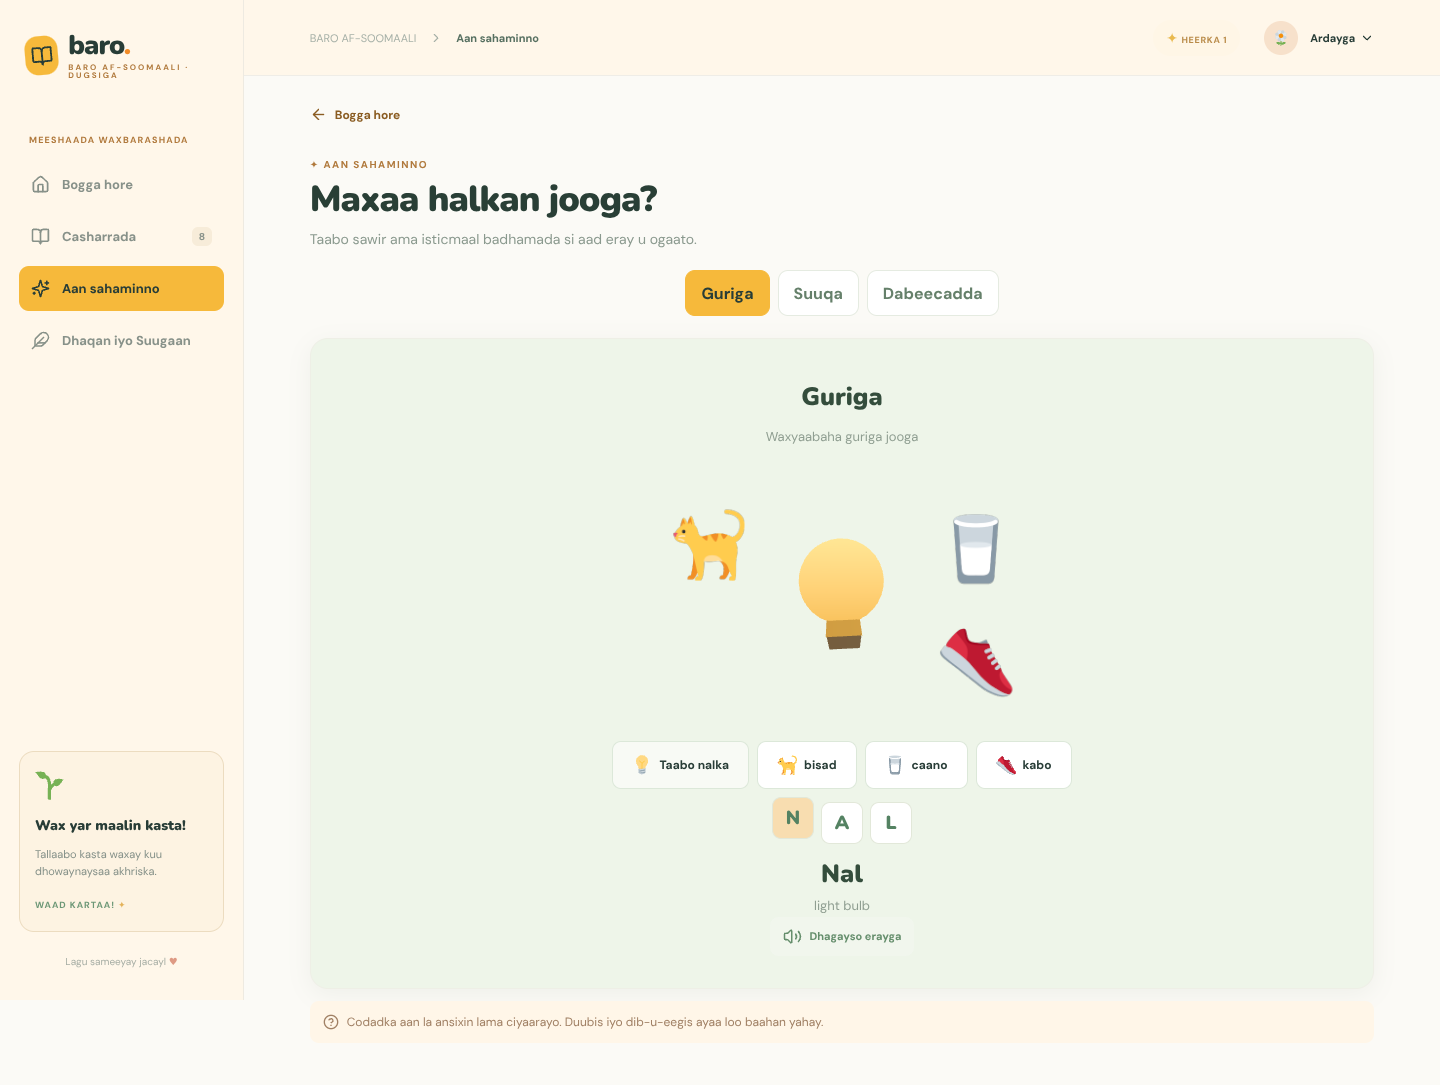 baro.
BARO AF-SOOMAALI ·
DUGSIGA
MEESHAADA WAXBARASHADA
Bogga hore
Casharrada 8
Aan sahaminno
Dhaqan iyo Suugaan
Wax yar maalin kasta!
Tallaabo kasta waxay kuu
dhowaynaysaa akhriska.
WAAD KARTAA! ✦
Lagu sameeyay jacayl ♥
BARO AF-SOOMAALI > Aan sahaminno
✦ HEERKA 1
Ardayga
← Bogga hore
✦ AAN SAHAMINNO
Maxaa halkan jooga?
Taabo sawir ama isticmaal badhamada si aad eray u ogaato.
Guriga Suuqa Dabeecadda
Guriga
Waxyaabaha guriga jooga
Taabo nalka bisad caano kabo
N A L
Nal
light bulb
Dhagayso erayga
Codadka aan la ansixin lama ciyaarayo. Duubis iyo dib-u-eegis ayaa loo baahan yahay.